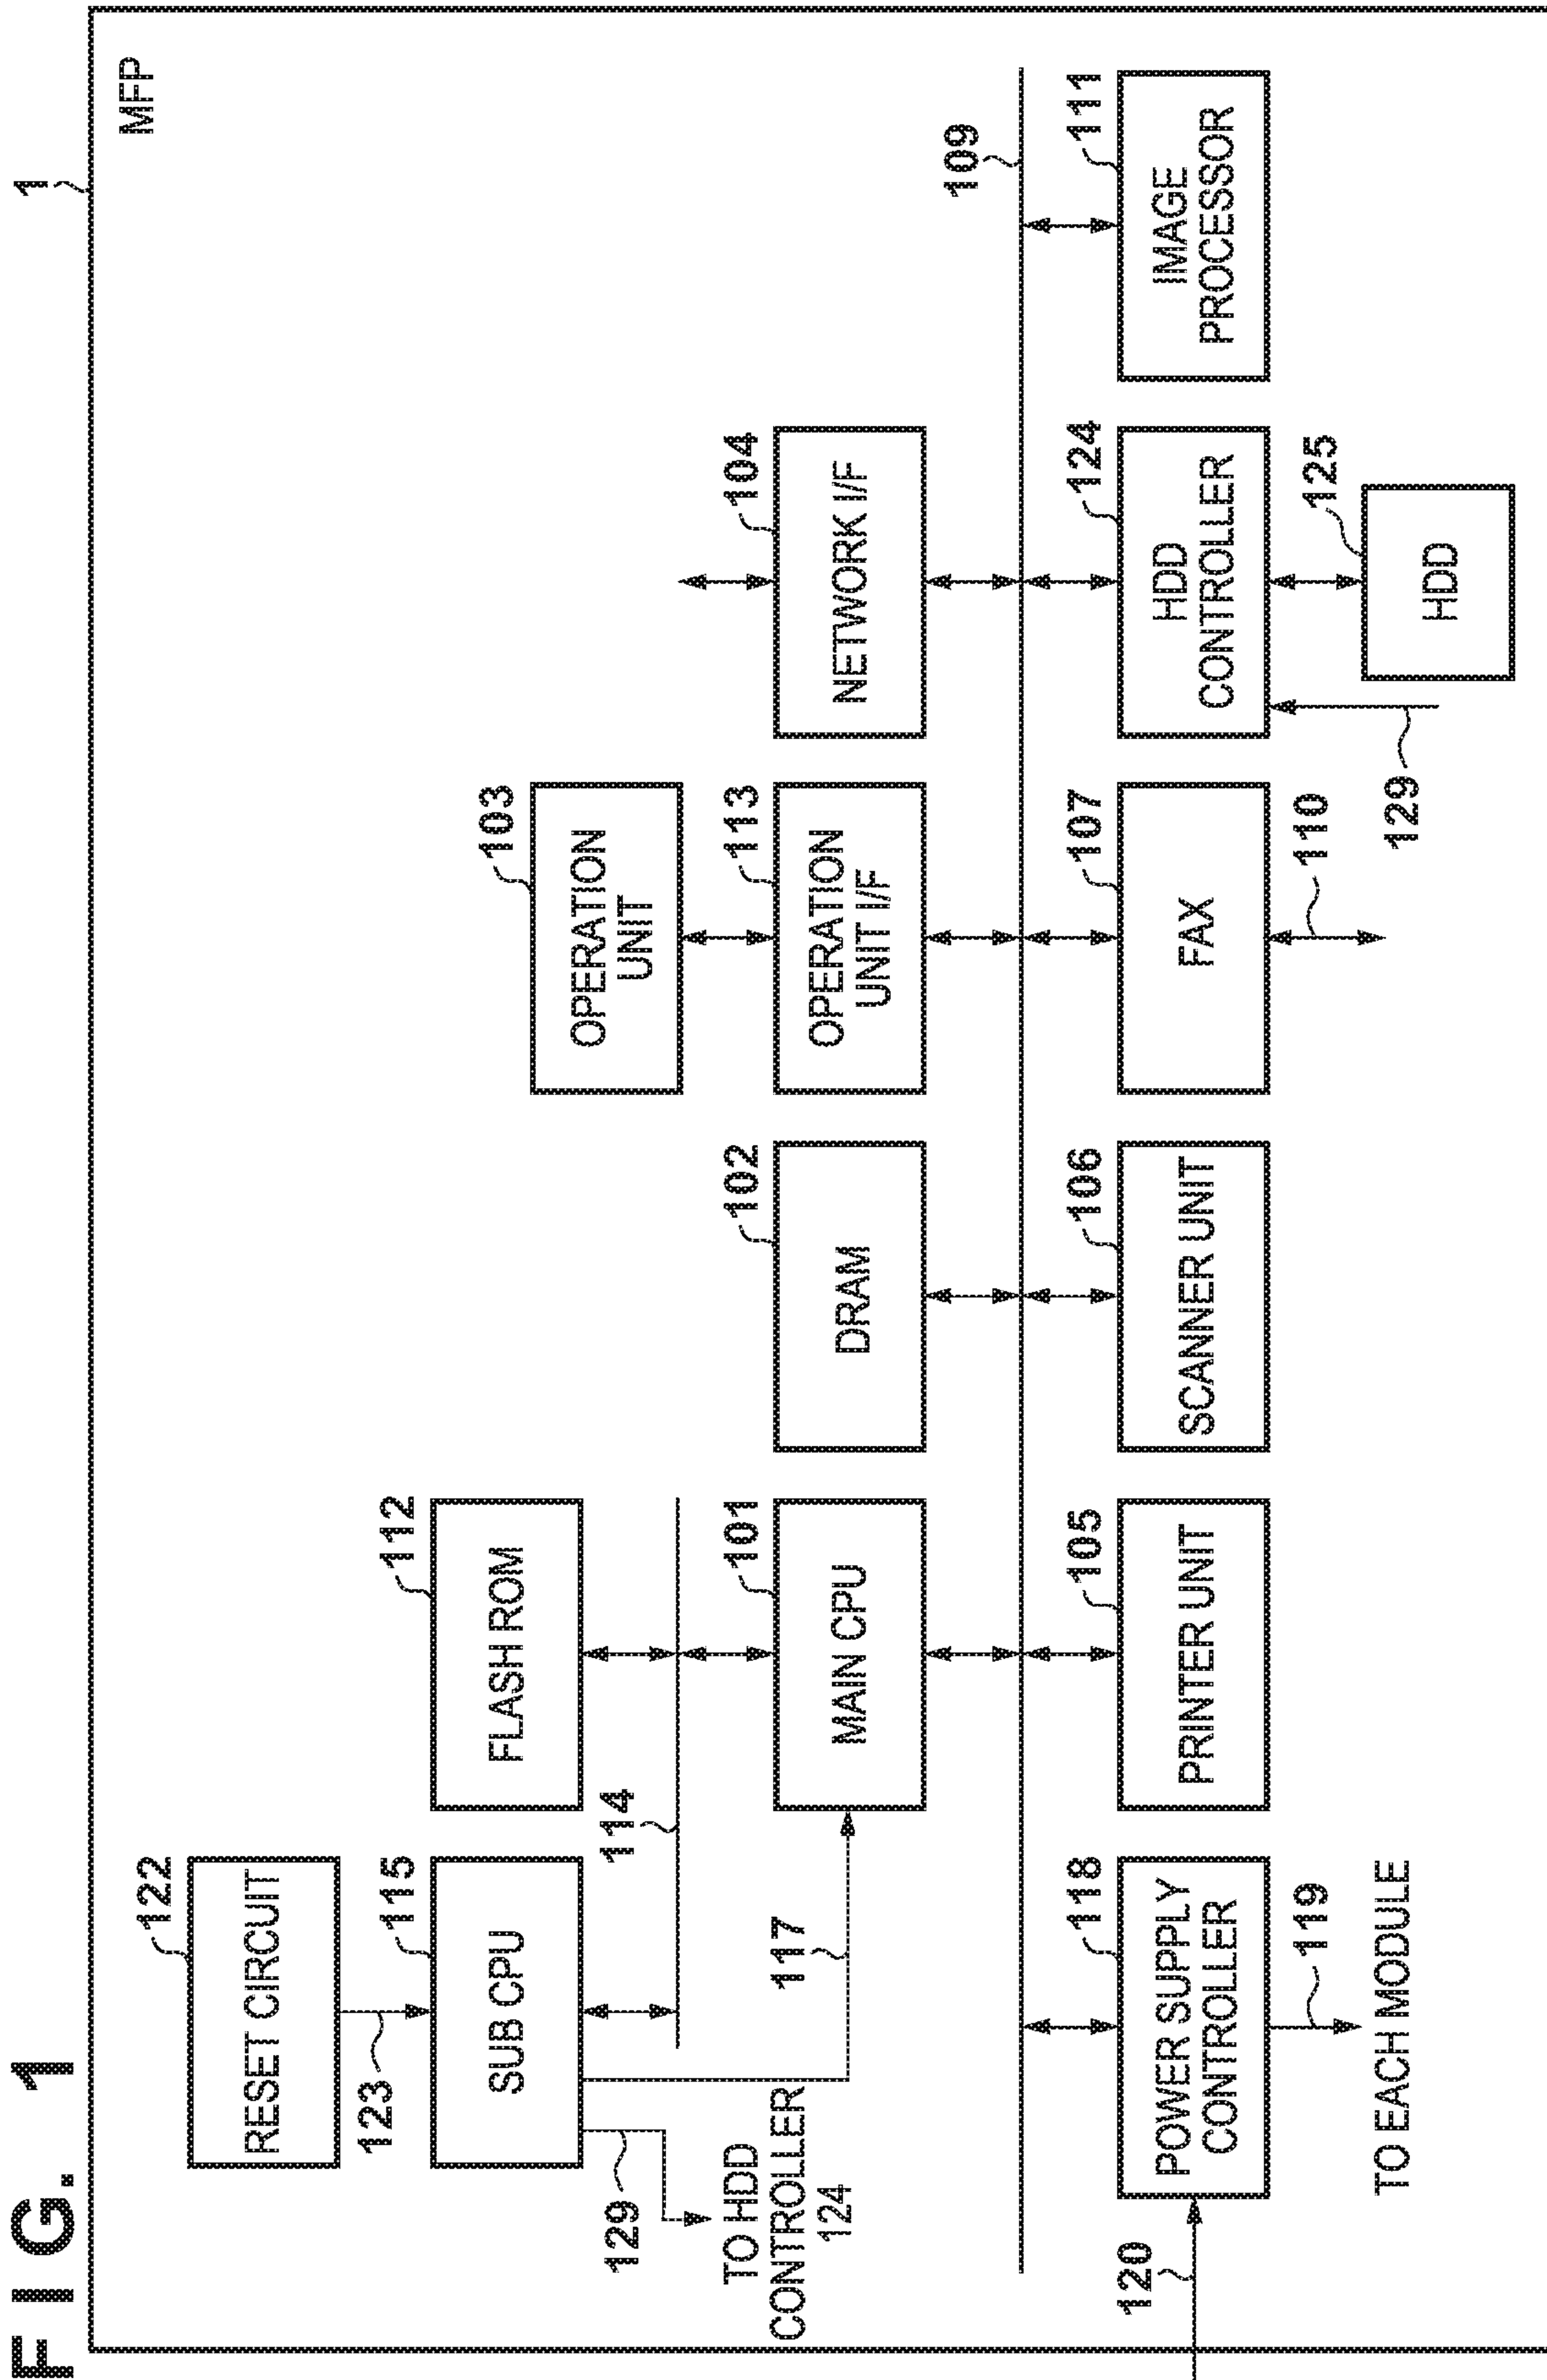 FIG. 1
1
MFP
122
RESET CIRCUIT
123
115
SUB CPU
112
FLASH ROM
103
OPERATION
UNIT
129
TO HDD
CONTROLLER
124
117
114
101
MAIN CPU
102
DRAM
113
OPERATION
UNIT I/F
104
NETWORK I/F
109
120
118
POWER SUPPLY
CONTROLLER
119
TO EACH MODULE
105
PRINTER UNIT
106
SCANNER UNIT
107
FAX
110
124
HDD
CONTROLLER
129
125
HDD
111
IMAGE
PROCESSOR